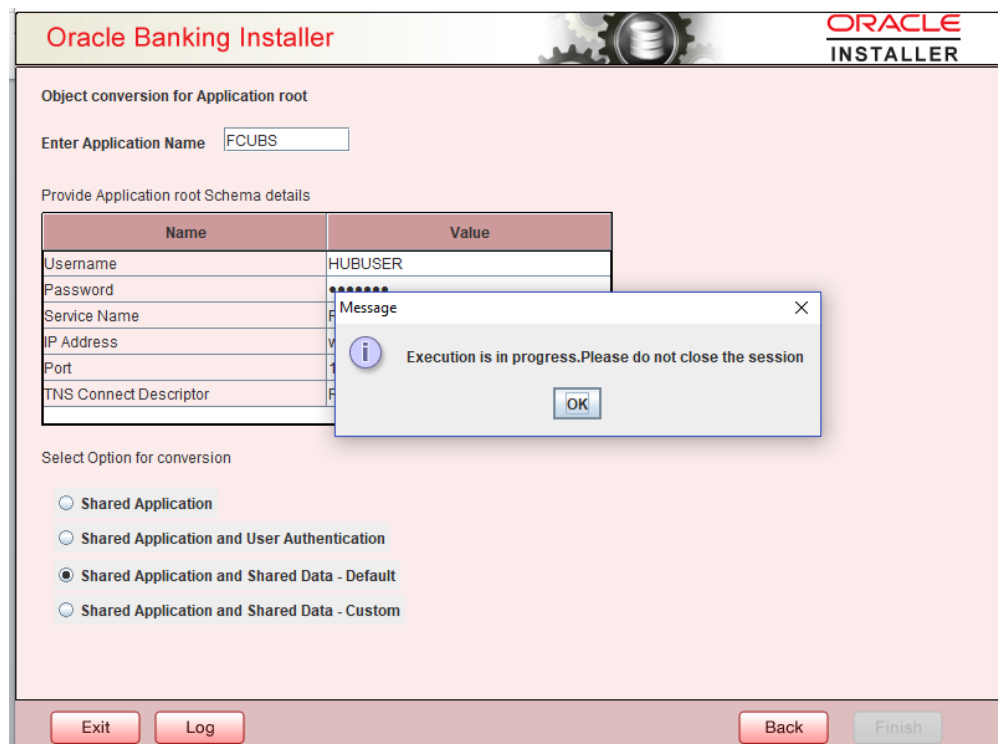 Oracle Banking Installer
ORACLE
INSTALLER
Object conversion for Application root
Enter Application Name FCUBS
Provide Application root Schema details
Name Value
Username HUBUSER
Password
Service Name
IP Address
Port
TNS Connect Descriptor
Message
Execution is in progress.Please do not close the session
OK
Select Option for conversion
Shared Application
Shared Application and User Authentication
Shared Application and Shared Data - Default
Shared Application and Shared Data - Custom
Exit Log Back Finish